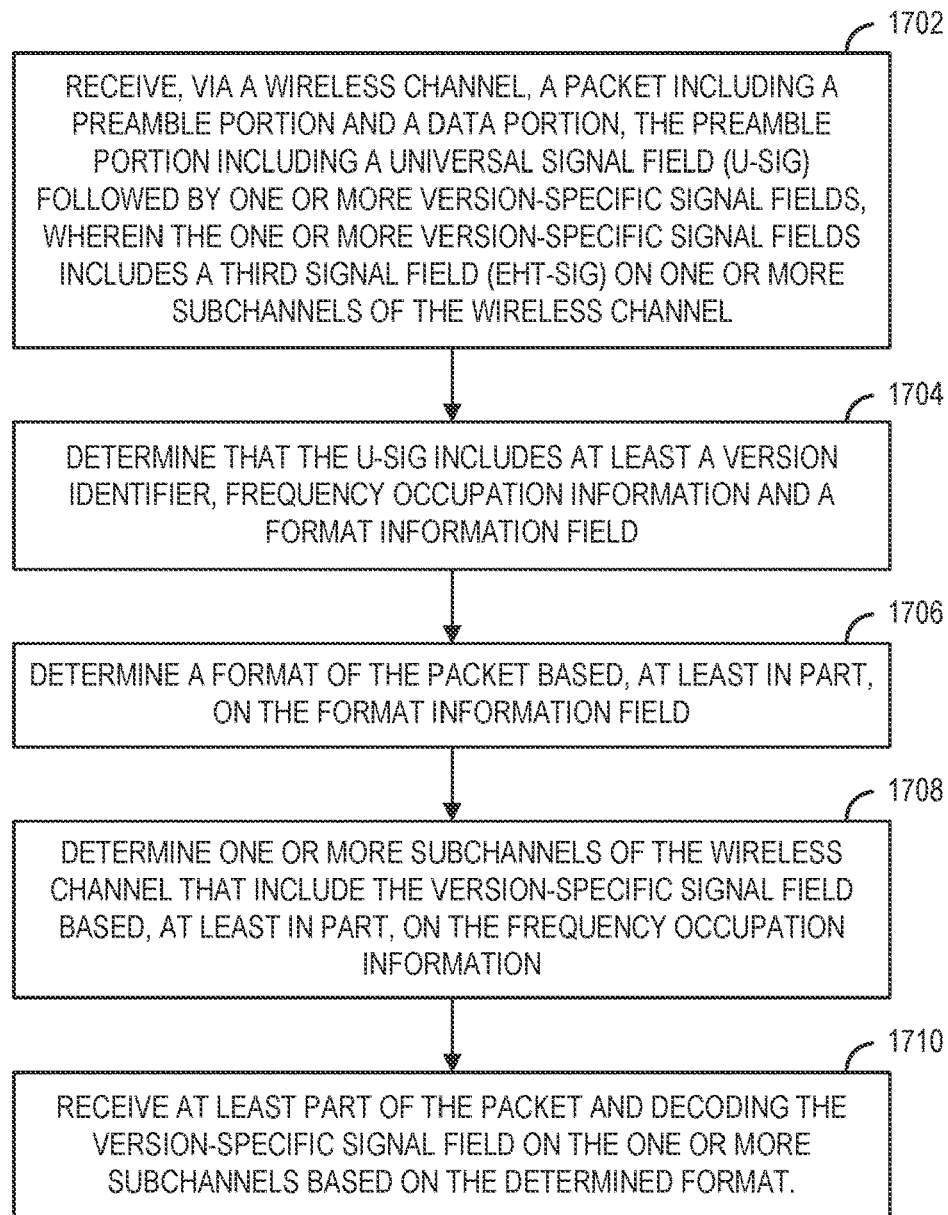 1702
RECEIVE, VIA A WIRELESS CHANNEL, A PACKET INCLUDING A
PREAMBLE PORTION AND A DATA PORTION, THE PREAMBLE
PORTION INCLUDING A UNIVERSAL SIGNAL FIELD (U-SIG)
FOLLOWED BY ONE OR MORE VERSION-SPECIFIC SIGNAL FIELDS,
WHEREIN THE ONE OR MORE VERSION-SPECIFIC SIGNAL FIELDS
INCLUDES A THIRD SIGNAL FIELD (EHT-SIG) ON ONE OR MORE
SUBCHANNELS OF THE WIRELESS CHANNEL
1704
DETERMINE THAT THE U-SIG INCLUDES AT LEAST A VERSION
IDENTIFIER, FREQUENCY OCCUPATION INFORMATION AND A
FORMAT INFORMATION FIELD
1706
DETERMINE A FORMAT OF THE PACKET BASED, AT LEAST IN PART,
ON THE FORMAT INFORMATION FIELD
1708
DETERMINE ONE OR MORE SUBCHANNELS OF THE WIRELESS
CHANNEL THAT INCLUDE THE VERSION-SPECIFIC SIGNAL FIELD
BASED, AT LEAST IN PART, ON THE FREQUENCY OCCUPATION
INFORMATION
1710
RECEIVE AT LEAST PART OF THE PACKET AND DECODING THE
VERSION-SPECIFIC SIGNAL FIELD ON THE ONE OR MORE
SUBCHANNELS BASED ON THE DETERMINED FORMAT.